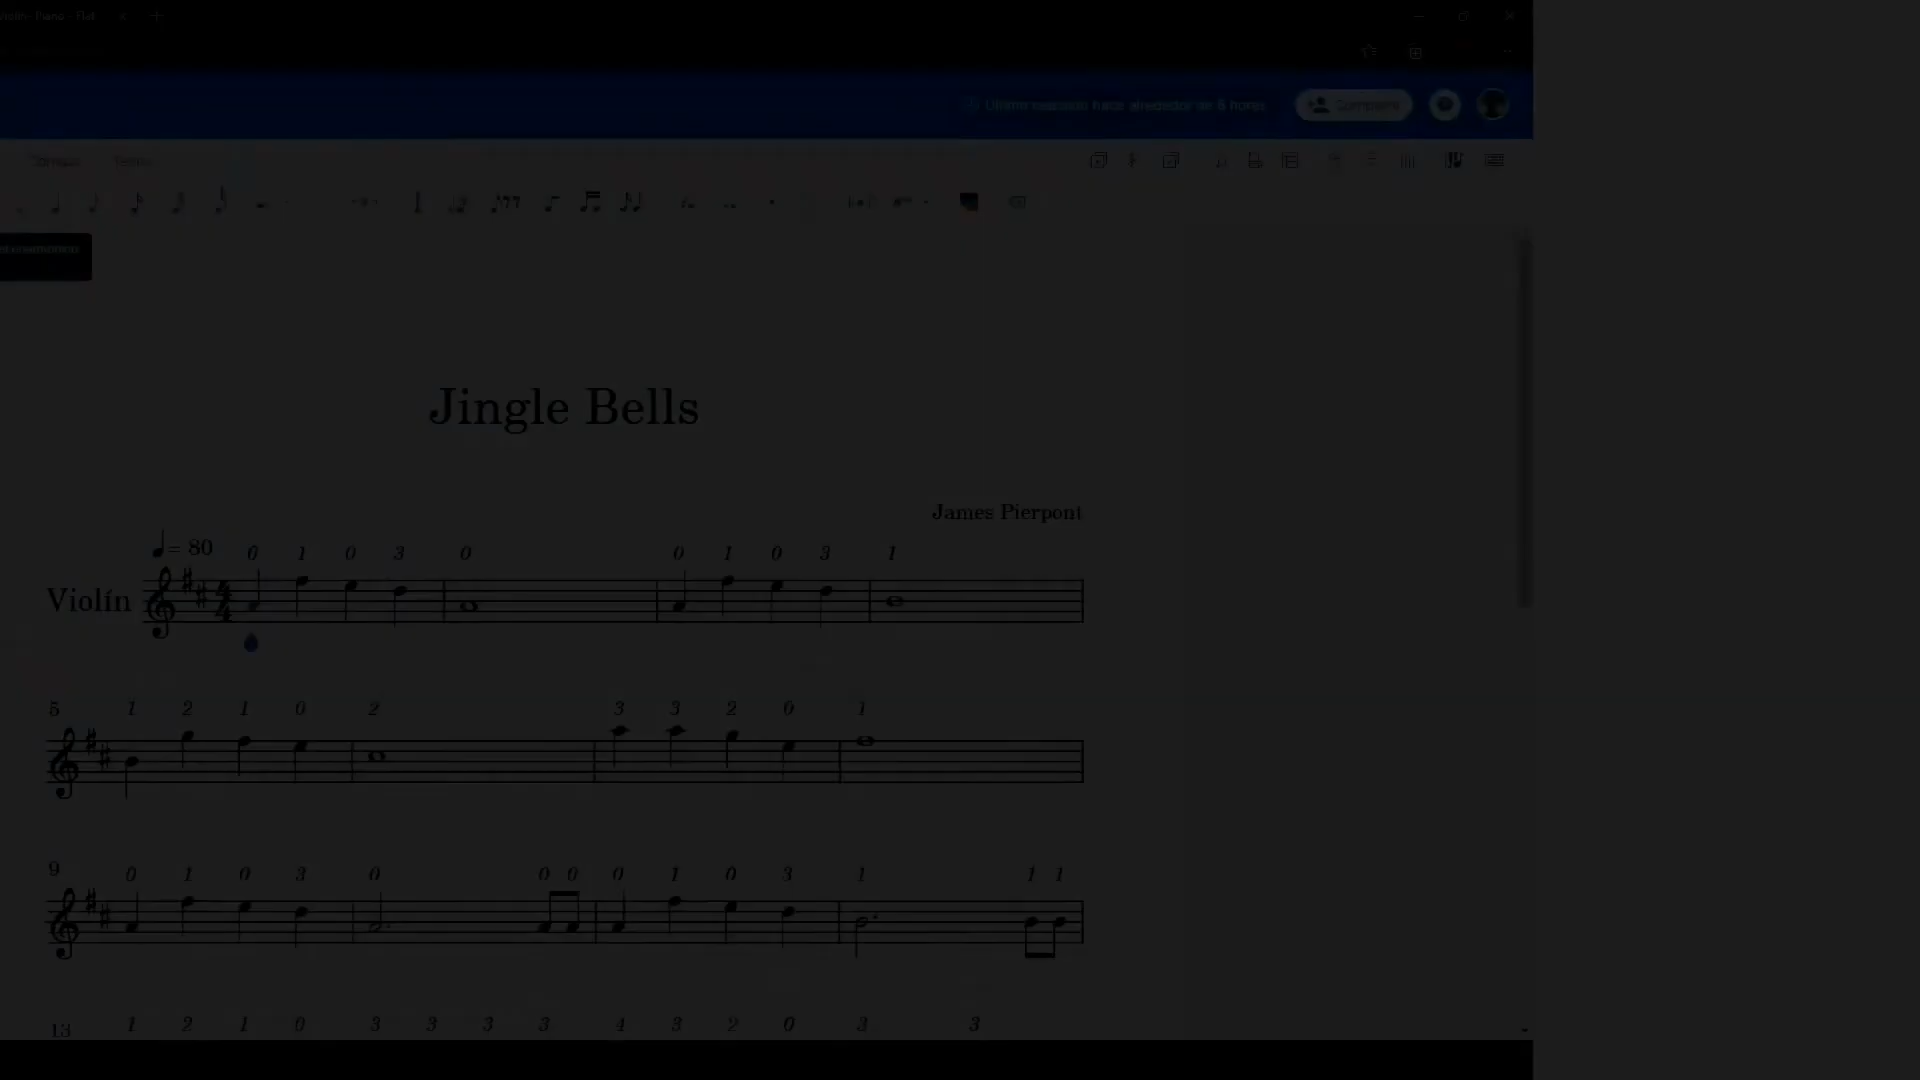 Piano - Flat
Jingle Bells
James Pierpont
= 80 0 1 0 3 0 0 1 0 3 1
Violín
5 1 2 1 0 2 3 3 2 0 1
9 0 1 0 3 0 0 0 0 1 0 3 1 1 1
13 1 2 1 0 3 3 3 3 4 3 2 0 3 3